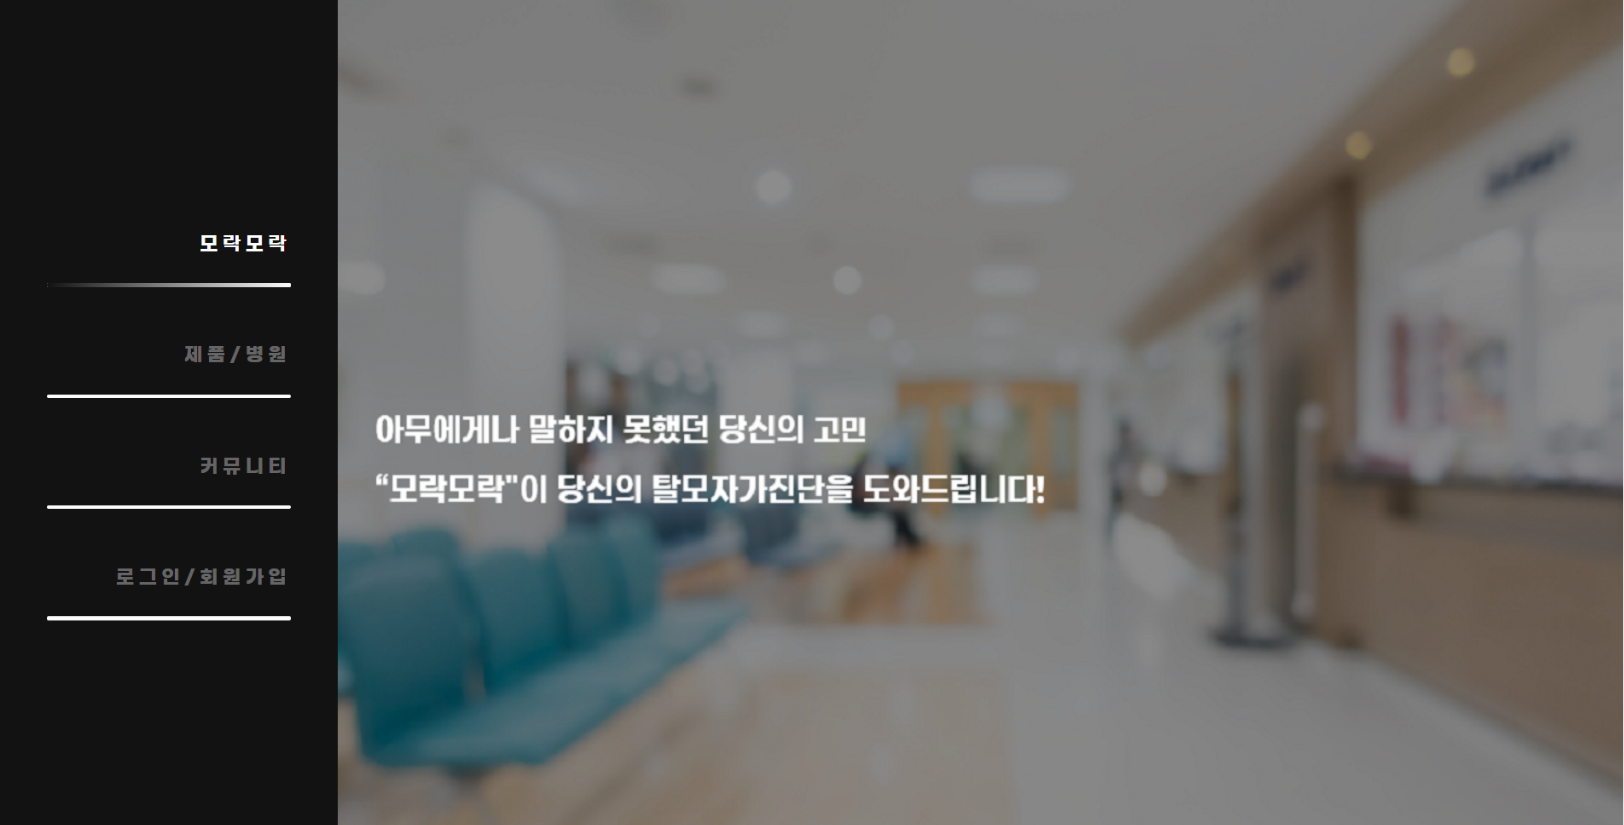 모락모락
제품/병원
커뮤니티
로그인/회원가입
아무에게나 말하지 못했던 당신의 고민
“모락모락"이 당신의 탈모자가진단을 도와드립니다!